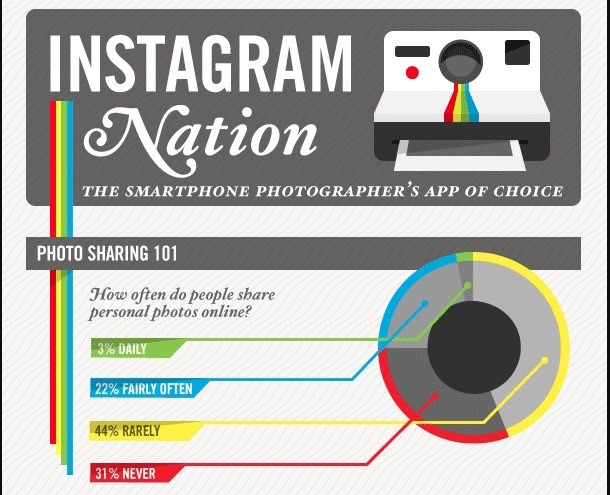 INSTAGRAM
Nation
THE SMARTPHONE PHOTOGRAPHER'S APP OF CHOICE
PHOTO SHARING 101
How often do people share
personal photos online?
3% DAILY
22% FAIRLY OFTEN
44% RARELY
31% NEVER